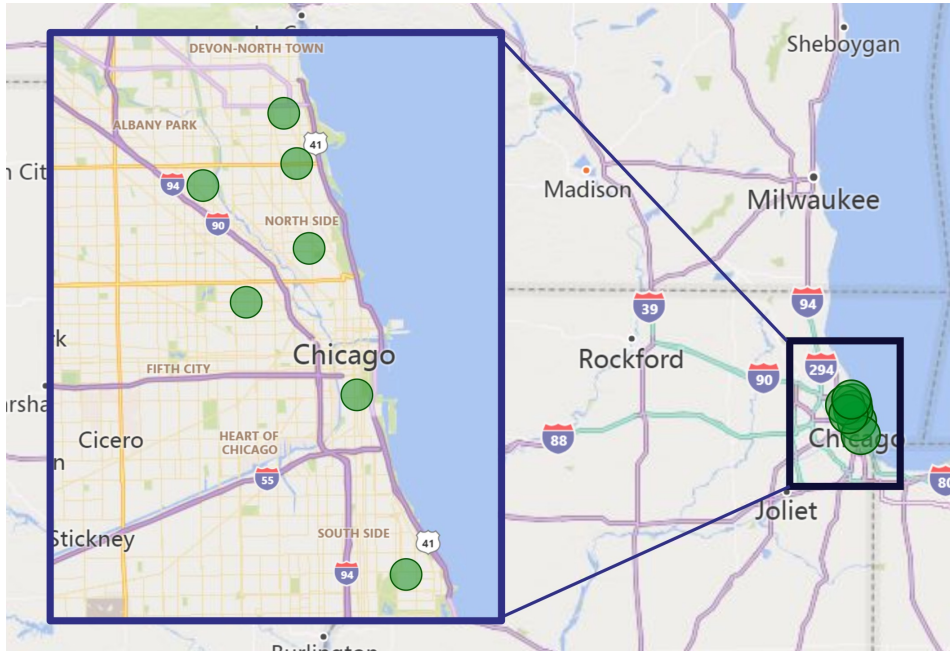 DEVON-NORTH TOWN
Sheboygan
ALBANY PARK
41
94
Madison
90
NORTH SIDE
Milwaukee
39
94
Chicago
Rockford
294
FIFTH CITY
90
Cicero
HEART OF
CHICAGO
88
Chicago
55
80
Stickney
SOUTH SIDE
41
Joliet
94